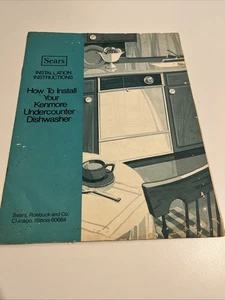 Sears
INSTALLATION
INSTRUCTIONS
How To Install
Your
Kenmore
Undercounter
Dishwasher
Sears, Roebuck and Co.
Chicago, Illinois 60684